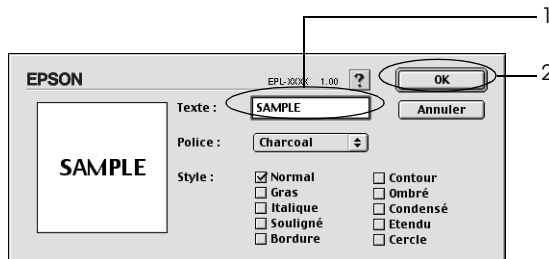 1
EPSON
EPL-XXXX 1.00 ? OK
2
Texte : SAMPLE Annuler
Police : Charcoal
SAMPLE
Style : Normal Contour
Gras Ombré
Italique Condensé
Souligné Etendu
Bordure Cercle